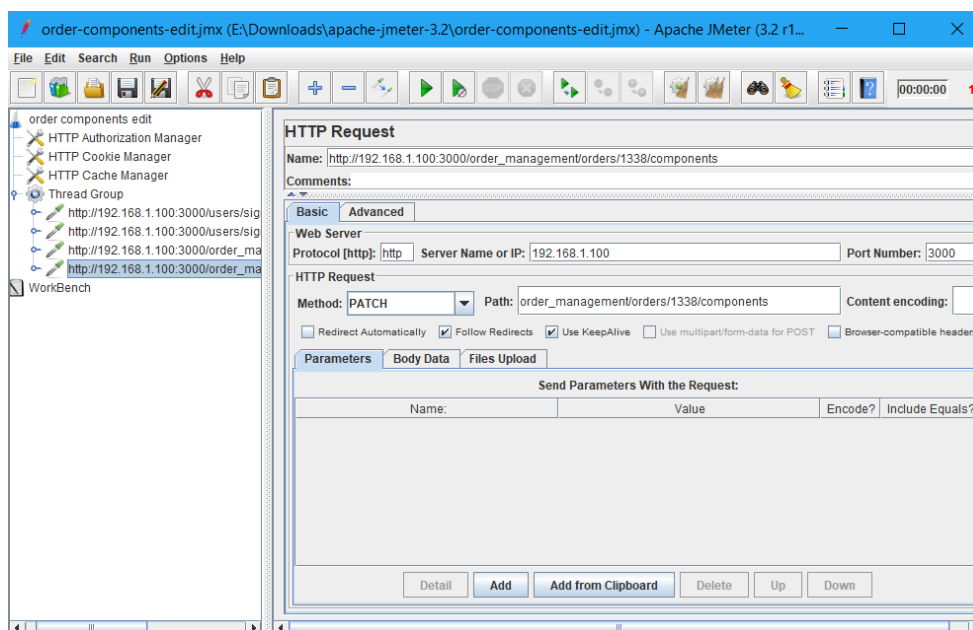 order-components-edit.jmx (E:\Downloads\apache-jmeter-3.2\order-components-edit.jmx) - Apache JMeter (3.2 r1...
File Edit Search Run Options Help
STOP
00:00:00
order components edit
HTTP Authorization Manager
HTTP Cookie Manager
HTTP Cache Manager
Thread Group
http://192.168.1.100:3000/users/sig
http://192.168.1.100:3000/users/sig
http://192.168.1.100:3000/order_ma
http://192.168.1.100:3000/order_ma
WorkBench
HTTP Request
Name: http://192.168.1.100:3000/order_management/orders/1338/components
Comments:
Basic Advanced
Web Server
Protocol [http]: http Server Name or IP: 192.168.1.100 Port Number: 3000
HTTP Request
Method: PATCH Path: order_management/orders/1338/components Content encoding:
Redirect Automatically Follow Redirects Use KeepAlive Use multipart/form-data for POST Browser-compatible headers
Parameters Body Data Files Upload
Send Parameters With the Request:
Name: Value Encode? Include Equals?
Detail Add Add from Clipboard Delete Up Down